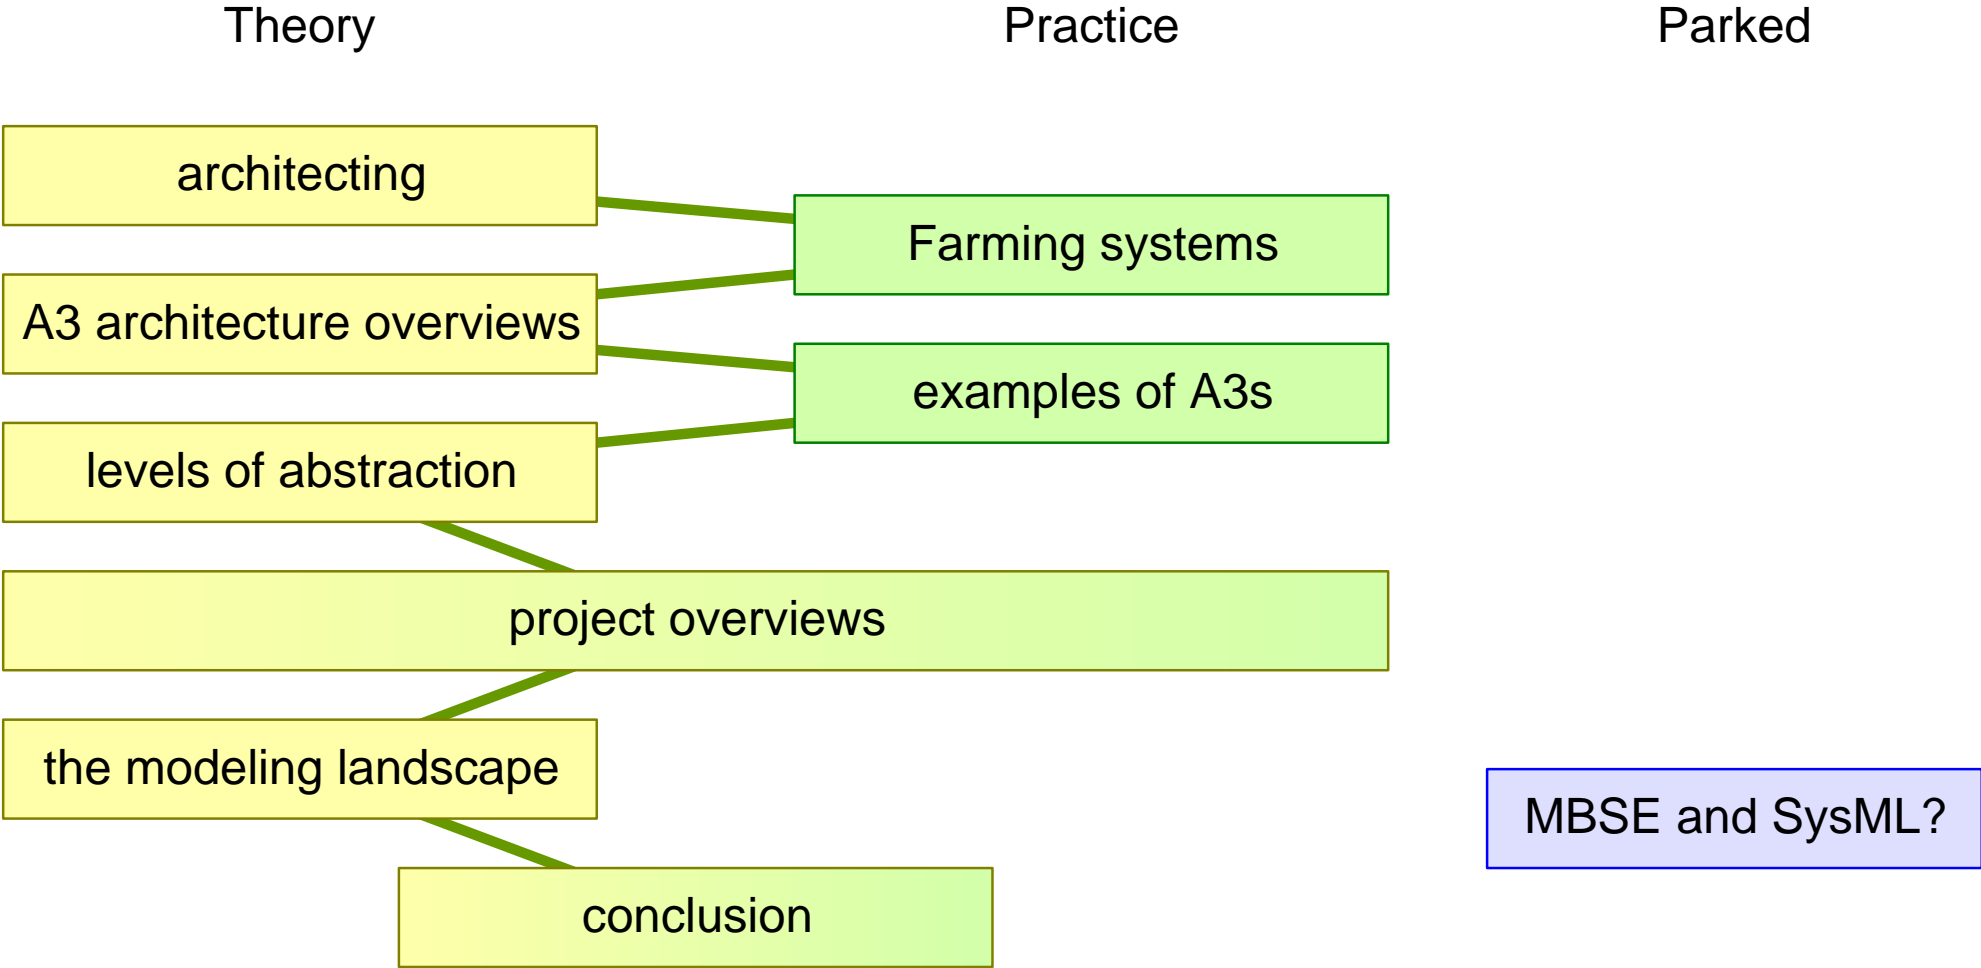 Theory
Practice
Parked
architecting
Farming systems
A3 architecture overviews
examples of A3s
levels of abstraction
project overviews
the modeling landscape
MBSE and SysML?
conclusion